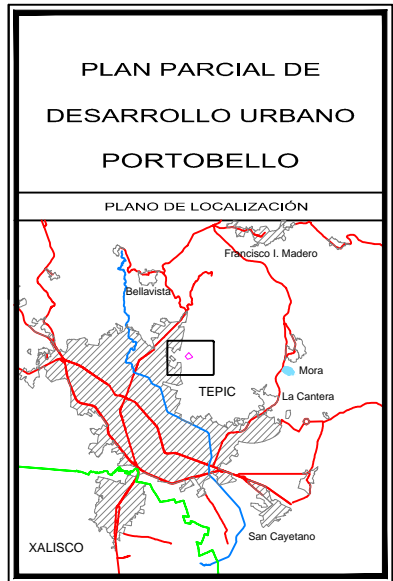 PLAN PARCIAL DE
DESARROLLO URBANO
PORTOBELLO
PLANO DE LOCALIZACIÓN
Francisco I. Madero
Bellavista
Mora
TEPIC
La Cantera
San Cayetano
XALISCO